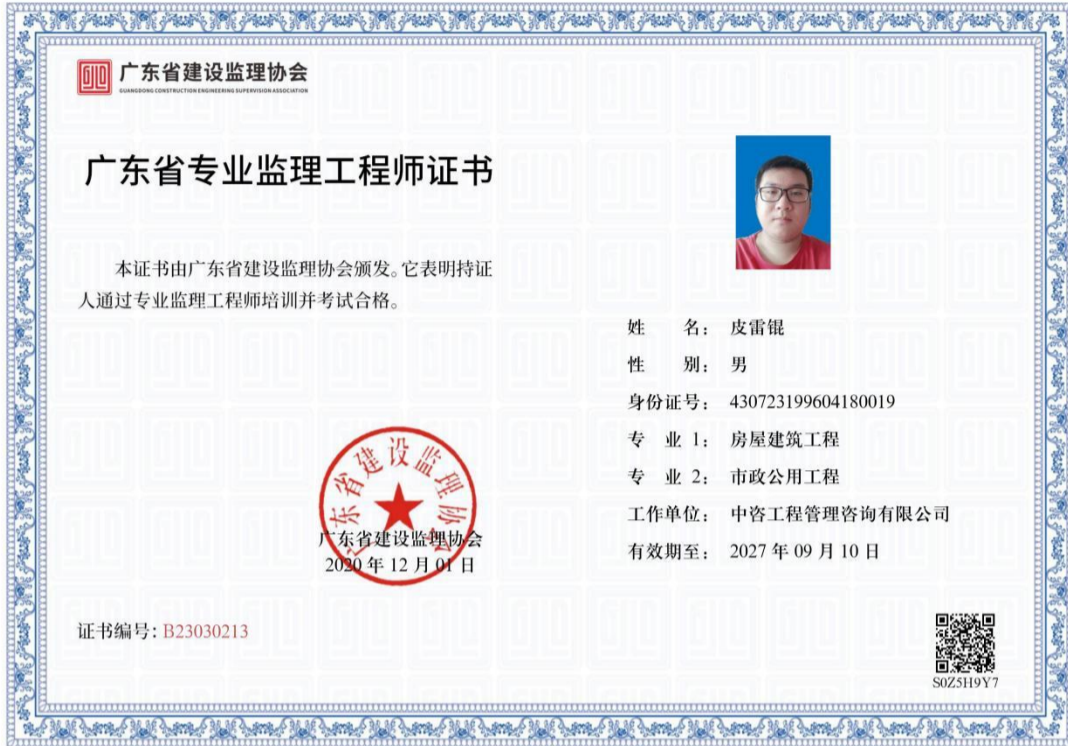 广东省建设监理协会
GUANGDONG CONSTRUCTION ENGINEERING SUPERVISION ASSOCIATION
广东省专业监理工程师证书
本证书由广东省建设监理协会颁发。它表明持证
人通过专业监理工程师培训并考试合格。
姓 名： 皮雷锟
性 别： 男
身份证号： 430723199604180019
专 业 1： 房屋建筑工程
专 业 2： 市政公用工程
工作单位： 中咨工程管理咨询有限公司
有效期至： 2027 年 09 月 10 日
广东省建设监理协会
广东省建设监理协会
2020 年 12 月 01 日
证书编号：B23030213
S0Z5H9Y7